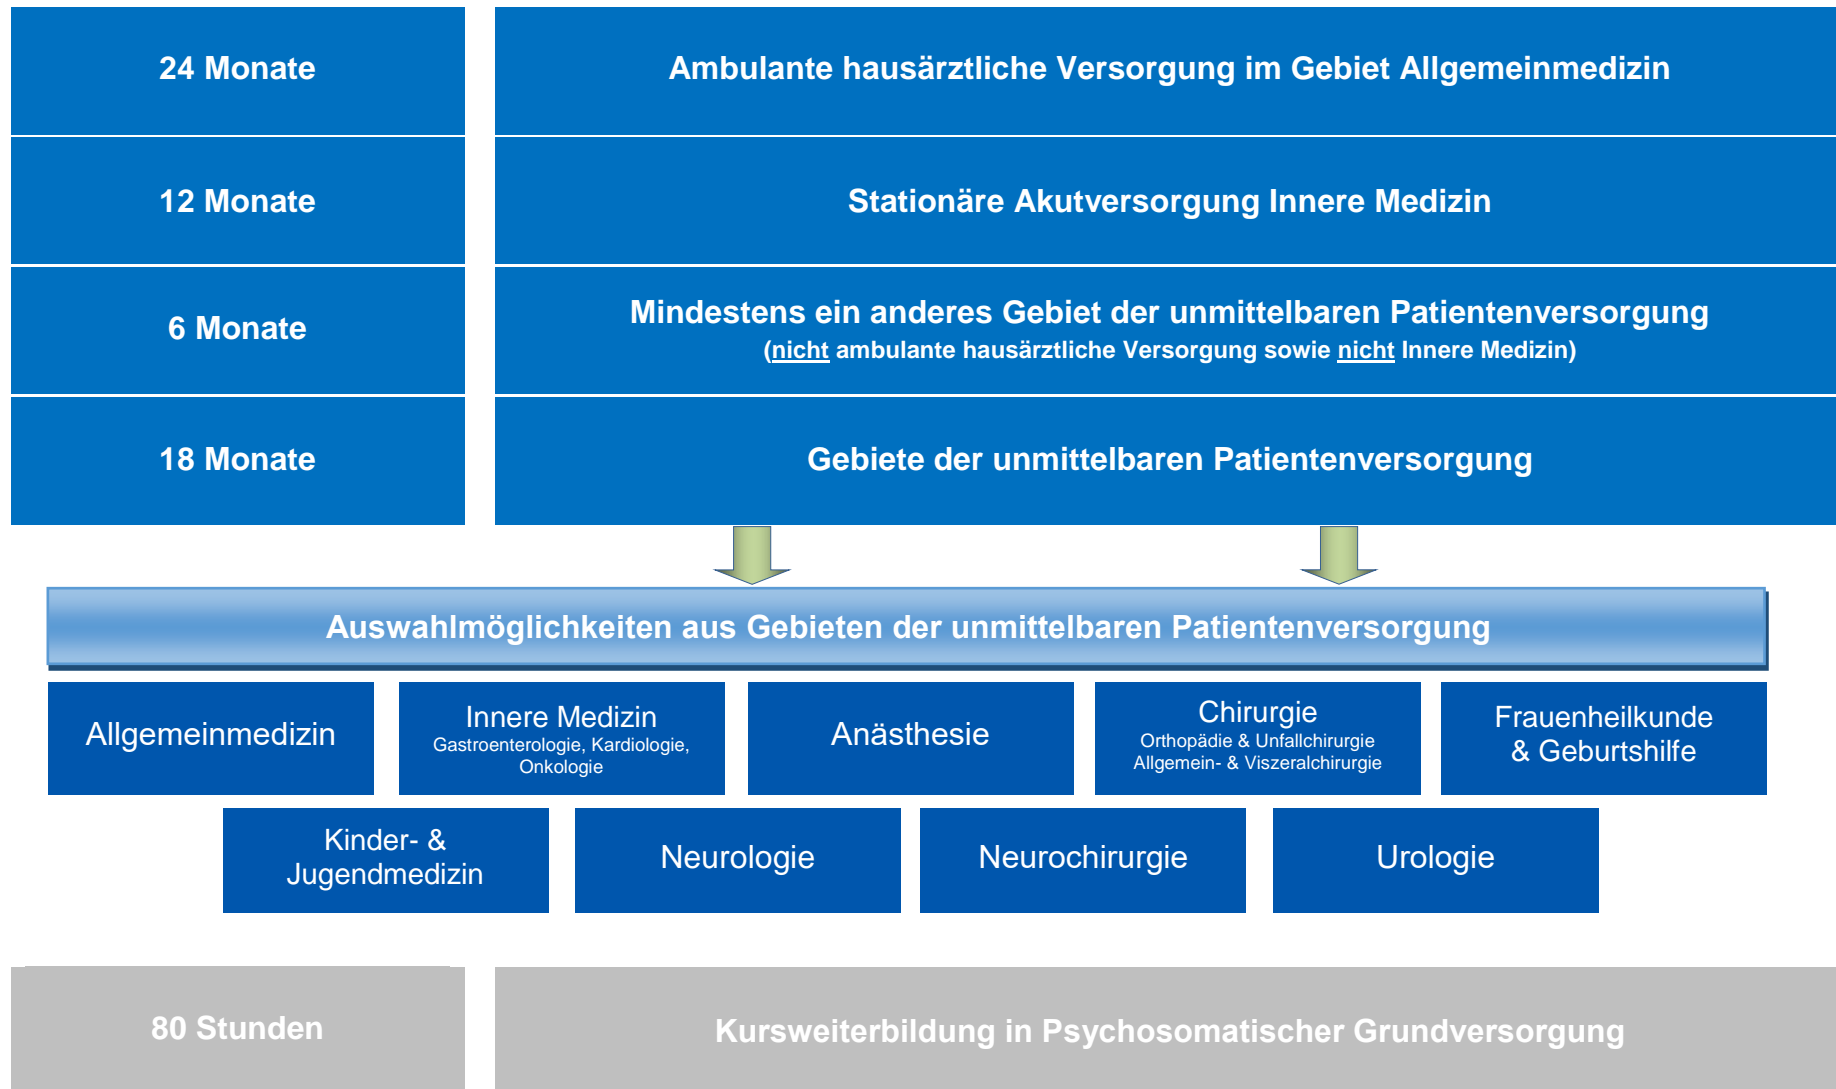 24 Monate
Ambulante hausärztliche Versorgung im Gebiet Allgemeinmedizin
12 Monate
Stationäre Akutversorgung Innere Medizin
6 Monate
Mindestens ein anderes Gebiet der unmittelbaren Patientenversorgung
(nicht ambulante hausärztliche Versorgung sowie nicht Innere Medizin)
18 Monate
Gebiete der unmittelbaren Patientenversorgung
Auswahlmöglichkeiten aus Gebieten der unmittelbaren Patientenversorgung
Allgemeinmedizin
Innere Medizin
Gastroenterologie, Kardiologie,
Onkologie
Anästhesie
Chirurgie
Orthopädie & Unfallchirurgie
Allgemein- & Viszeralchirurgie
Frauenheilkunde
& Geburtshilfe
Kinder- &
Jugendmedizin
Neurologie
Neurochirurgie
Urologie
80 Stunden
Kursweiterbildung in Psychosomatischer Grundversorgung